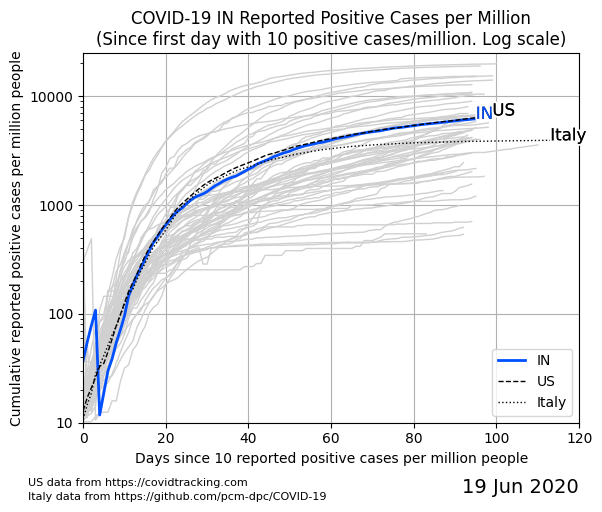 COVID-19 IN Reported Positive Cases per Million
(Since first day with 10 positive cases/million. Log scale)
Cumulative reported positive cases per million people
10000
1000
100
10
IN
US
Italy
IN
US
Italy
0 20 40 60 80 100 120
Days since 10 reported positive cases per million people
US data from https://covidtracking.com
Italy data from https://github.com/pcm-dpc/COVID-19
19 Jun 2020